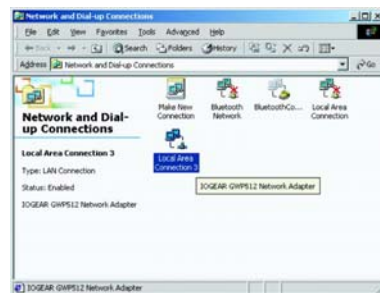 Network and Dial-up Connections
File Edit View Favorites Tools Advanced Help
Back Search Folders History
Address Network and Dial-up Connections Go
Network and Dial-
up Connections
Local Area Connection 3
Type: LAN Connection
Status: Enabled
IOGEAR GWP512 Network Adapter
Make New
Connection
Bluetooth
Network
BluetoothCo...
Local Area
Connection
Local Area
Connection 3
IOGEAR GWP512 Network Adapter
IOGEAR GWP512 Network Adapter